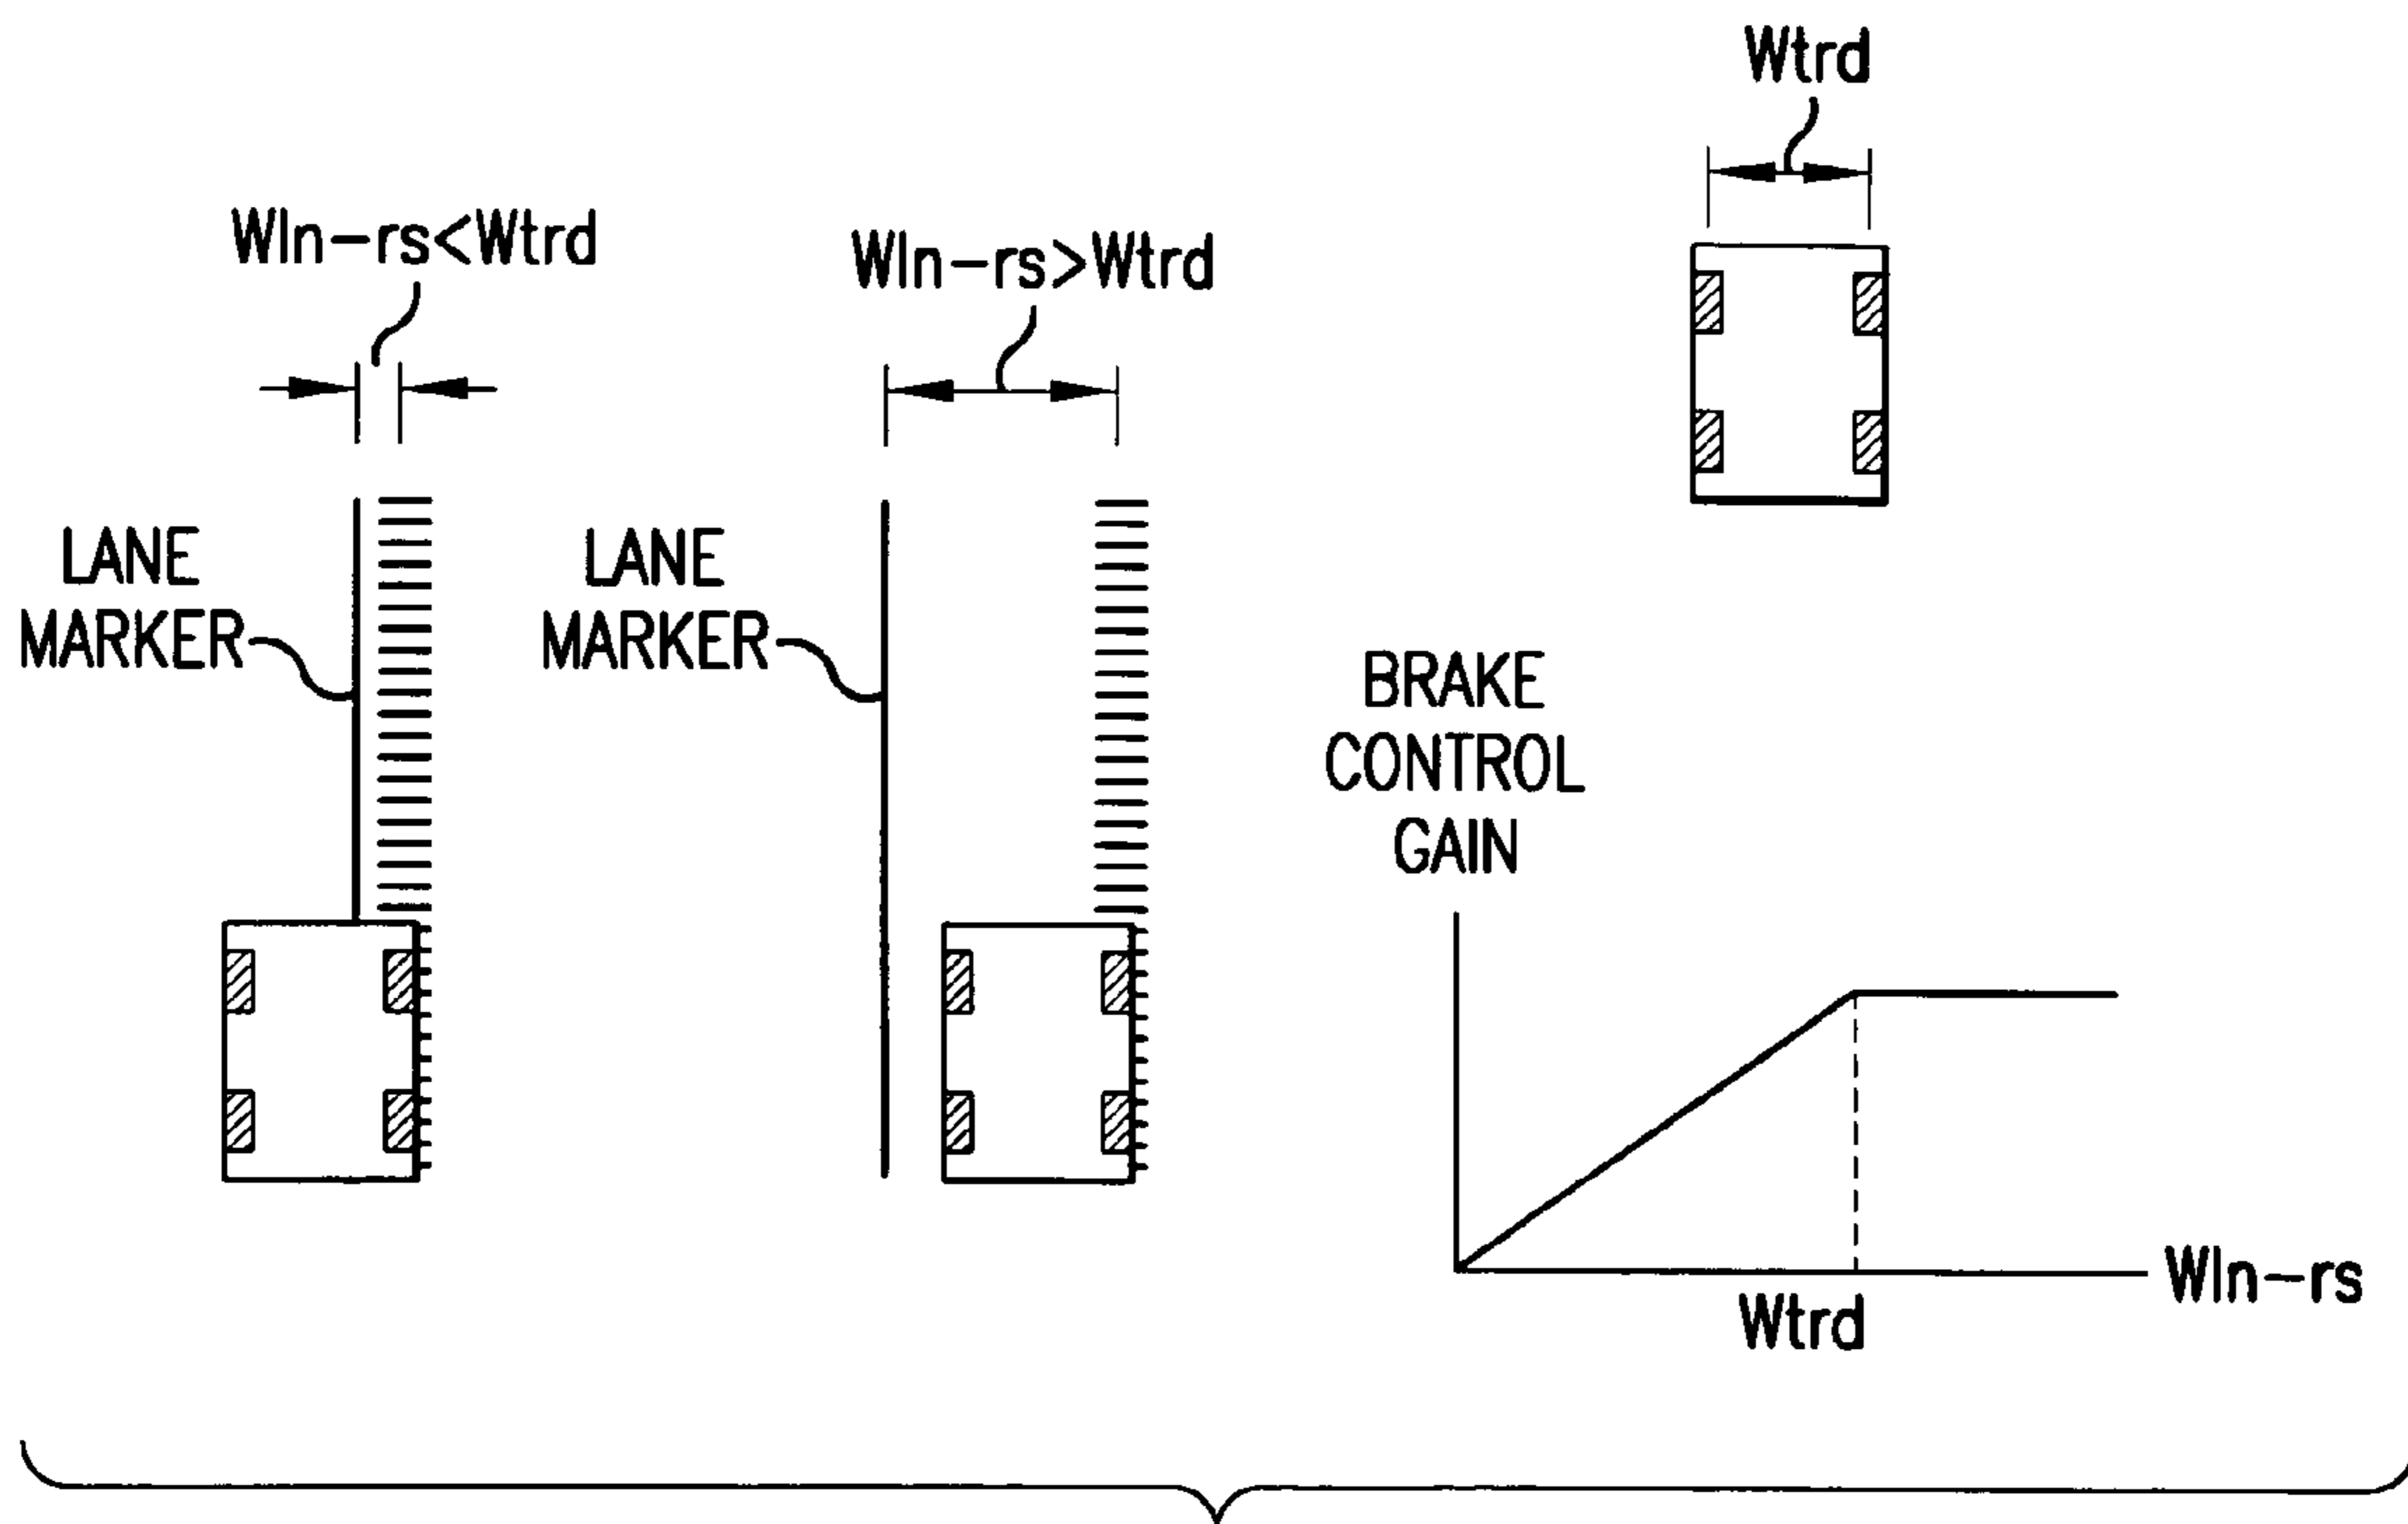 Wtrd
Wln-rs<Wtrd
Wln-rs>Wtrd
LANE
MARKER
LANE
MARKER
BRAKE
CONTROL
GAIN
Wln-rs
Wtrd